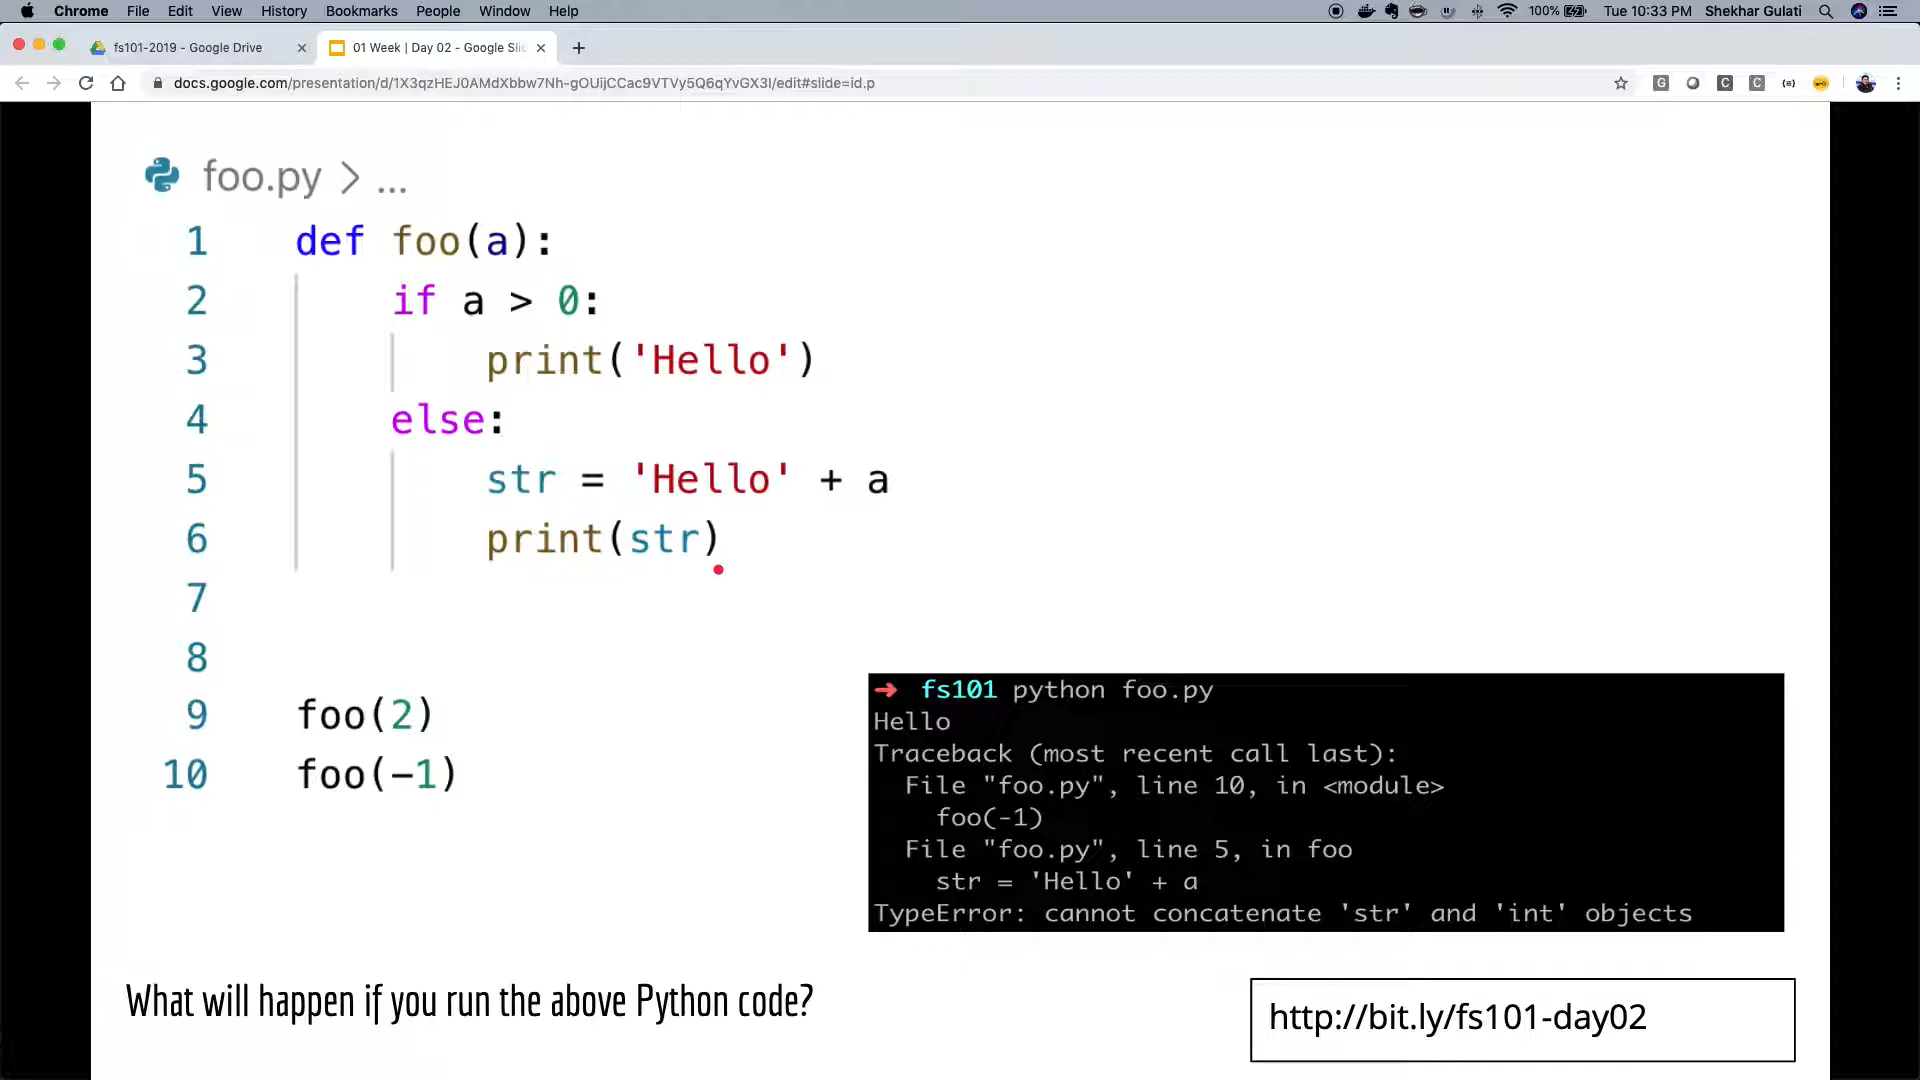 Chrome File Edit View History Bookmarks People Window Help 100% Tue 10:33 PM Shekhar Gulati
fs101-2019 - Google Drive 01 Week | Day 02 - Google Slid
docs.google.com/presentation/d/1X3qzHEJ0AMdXbbw7Nh-gOUijCCac9VTVy5Q6qYvGX3I/edit#slide=id.p
foo.py > ...
1 def foo(a):
2 if a > 0:
3 print('Hello')
4 else:
5 str = 'Hello' + a
6 print(str)
7
8
9 foo(2)
10 foo(-1)
➜ fs101 python foo.py
Hello
Traceback (most recent call last):
File "foo.py", line 10, in <module>
foo(-1)
File "foo.py", line 5, in foo
str = 'Hello' + a
TypeError: cannot concatenate 'str' and 'int' objects
What will happen if you run the above Python code?
http://bit.ly/fs101-day02